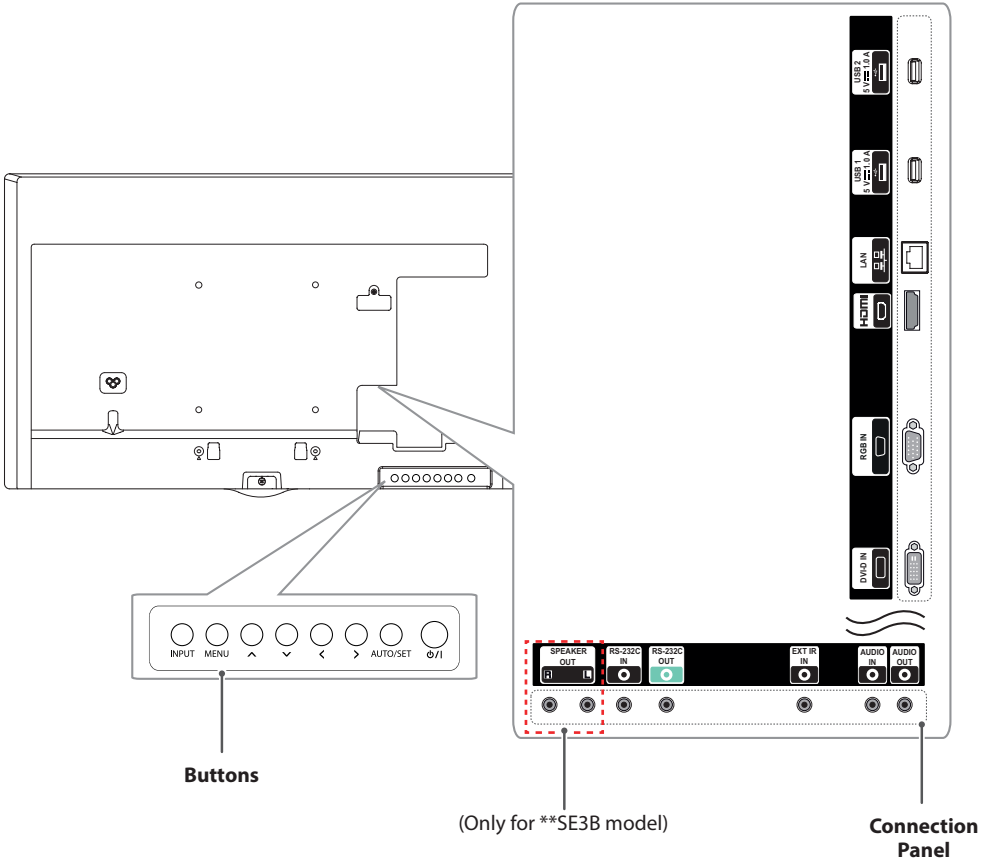 USB 2
5 V 1.0 A
USB 1
5 V 1.0 A
LAN
HDMI
RGB IN
DVI-D IN
INPUT MENU AUTO/SET
SPEAKER
OUT
R L
RS-232C
IN
RS-232C
OUT
EXT IR
IN
AUDIO
IN
AUDIO
OUT
Buttons
(Only for **SE3B model)
Connection
Panel